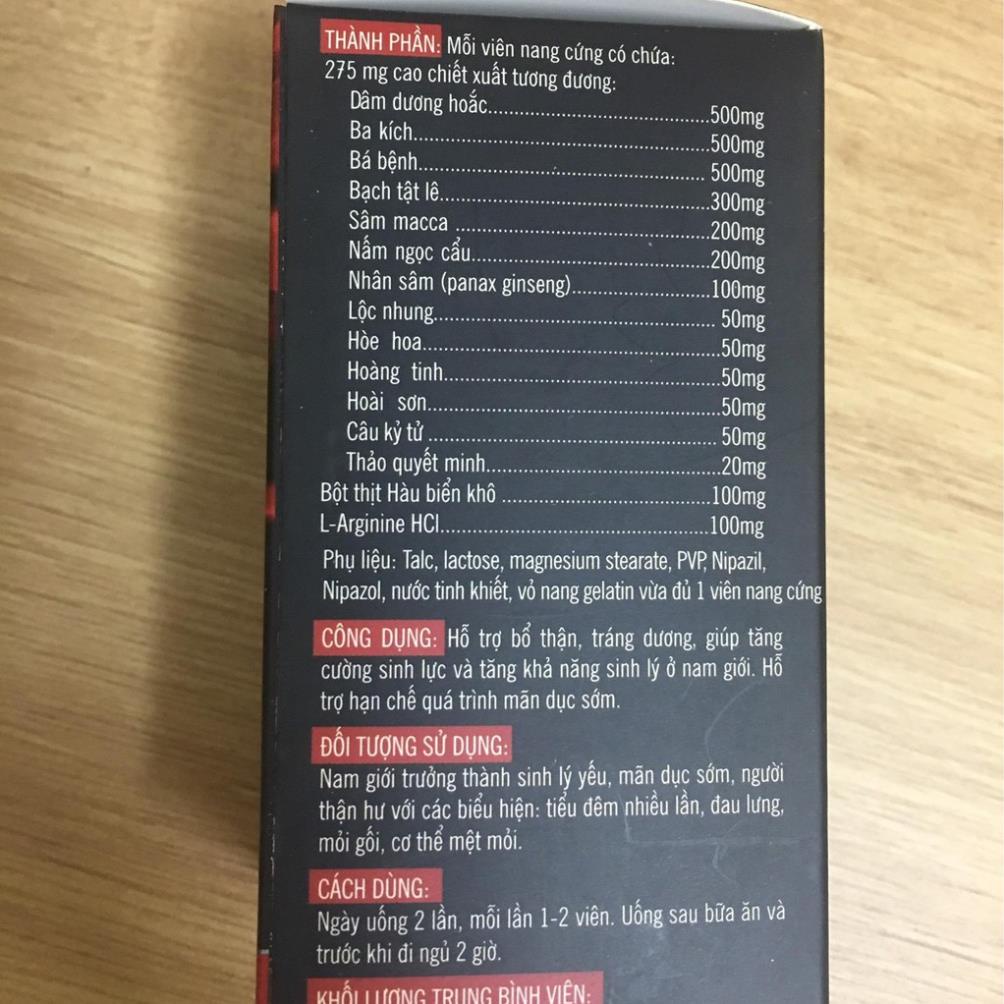 THÀNH PHẦN: Mỗi viên nang cứng có chứa:
275 mg cao chiết xuất tương đương:
Dâm dương hoắc...500mg
Ba kích...500mg
Bá bệnh...500mg
Bạch tật lê...300mg
Sâm macca ...200mg
Nấm ngọc cẩu...200mg
Nhân sâm (panax ginseng)...100mg
Lộc nhung...50mg
Hòe hoa...50mg
Hoàng tinh...50mg
Hoài sơn...50mg
Câu kỷ tử ...50mg
Thảo quyết minh...20mg
Bột thịt Hàu biển khô ...100mg
L-Arginine HCl...100mg
Phụ liệu: Talc, lactose, magnesium stearate, PVP, Nipazil,
Nipazol, nước tinh khiết, vỏ nang gelatin vừa đủ 1 viên nang cứng
CÔNG DỤNG: Hỗ trợ bổ thận, tráng dương, giúp tăng
cường sinh lực và tăng khả năng sinh lý ở nam giới. Hỗ
trợ hạn chế quá trình mãn dục sớm.
ĐỐI TƯỢNG SỬ DỤNG:
Nam giới trưởng thành sinh lý yếu, mãn dục sớm, người
thận hư với các biểu hiện: tiểu đêm nhiều lần, đau lưng,
mỏi gối, cơ thể mệt mỏi.
CÁCH DÙNG:
Ngày uống 2 lần, mỗi lần 1-2 viên. Uống sau bữa ăn và
trước khi đi ngủ 2 giờ.
KHỐI LƯỢNG TRUNG BÌNH VIÊN: